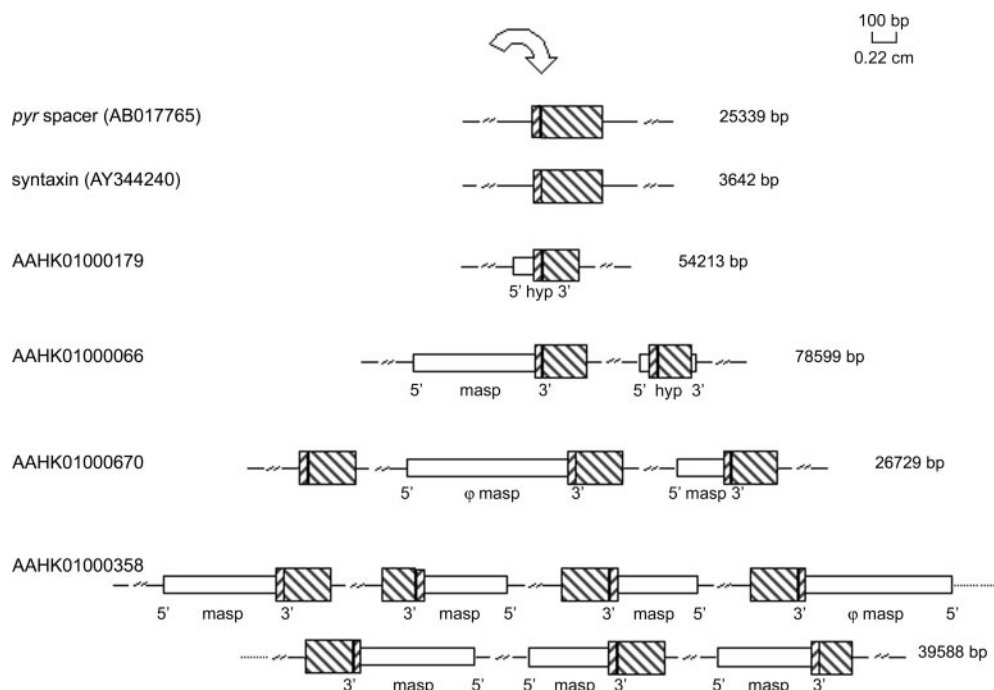 100 bp
0.22 cm
pyr spacer (AB017765) 25339 bp
syntaxin (AY344240) 3642 bp
AAHK01000179 54213 bp
5’ hyp 3’
AAHK01000066 78599 bp
5’ masp 3’ 5’ hyp 3’
AAHK01000670 26729 bp
5’ φ masp 3’ 5’ masp 3’
AAHK01000358
5’ masp 3’ 3’ masp 5’ 3’ masp 5’ 3’ φ masp 5’
39588 bp
3’ masp 5’ 5’ masp 3’ 5’ masp 3’